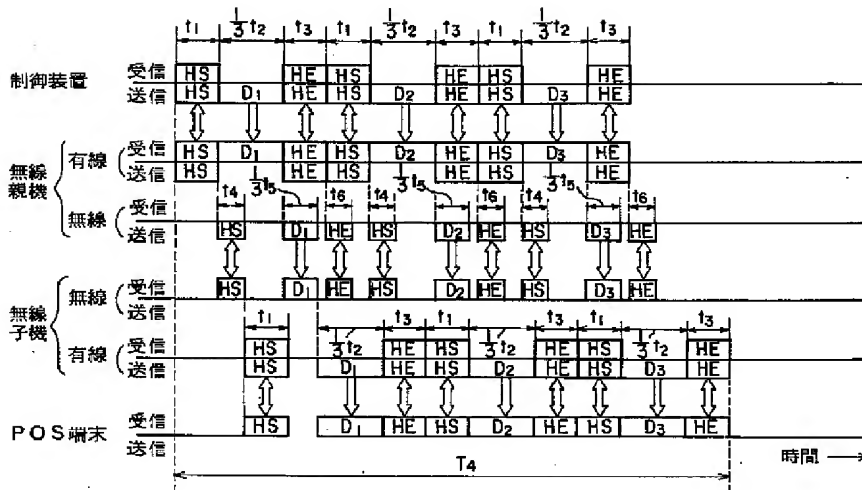 t1 1/3 t2 t3 t1 1/3 t2 t3 t1 1/3 t2 t3
制御装置 受信 HS HE HS HE HS HE
送信 HS D1 HE HS D2 HE HS D3 HE
無線親機 有線 受信 HS D1 HE HS D2 HE HS D3 HE
送信 HS HE HS HE HS HE
t4 1/3 t5 t6 t4 1/3 t5 t6 t4 1/3 t5 t6
無線 受信
送信 HS D1 HE HS D2 HE HS D3 HE
無線子機 無線 受信 HS D1 HE HS D2 HE HS D3 HE
送信
t1 1/3 t2 t3 t1 1/3 t2 t3 t1 1/3 t2 t3
有線 受信 HS HE HS HE HS HE
送信 HS D1 HE HS D2 HE HS D3 HE
POS端末 受信 HS D1 HE HS D2 HE HS D3 HE
送信
時間
T4